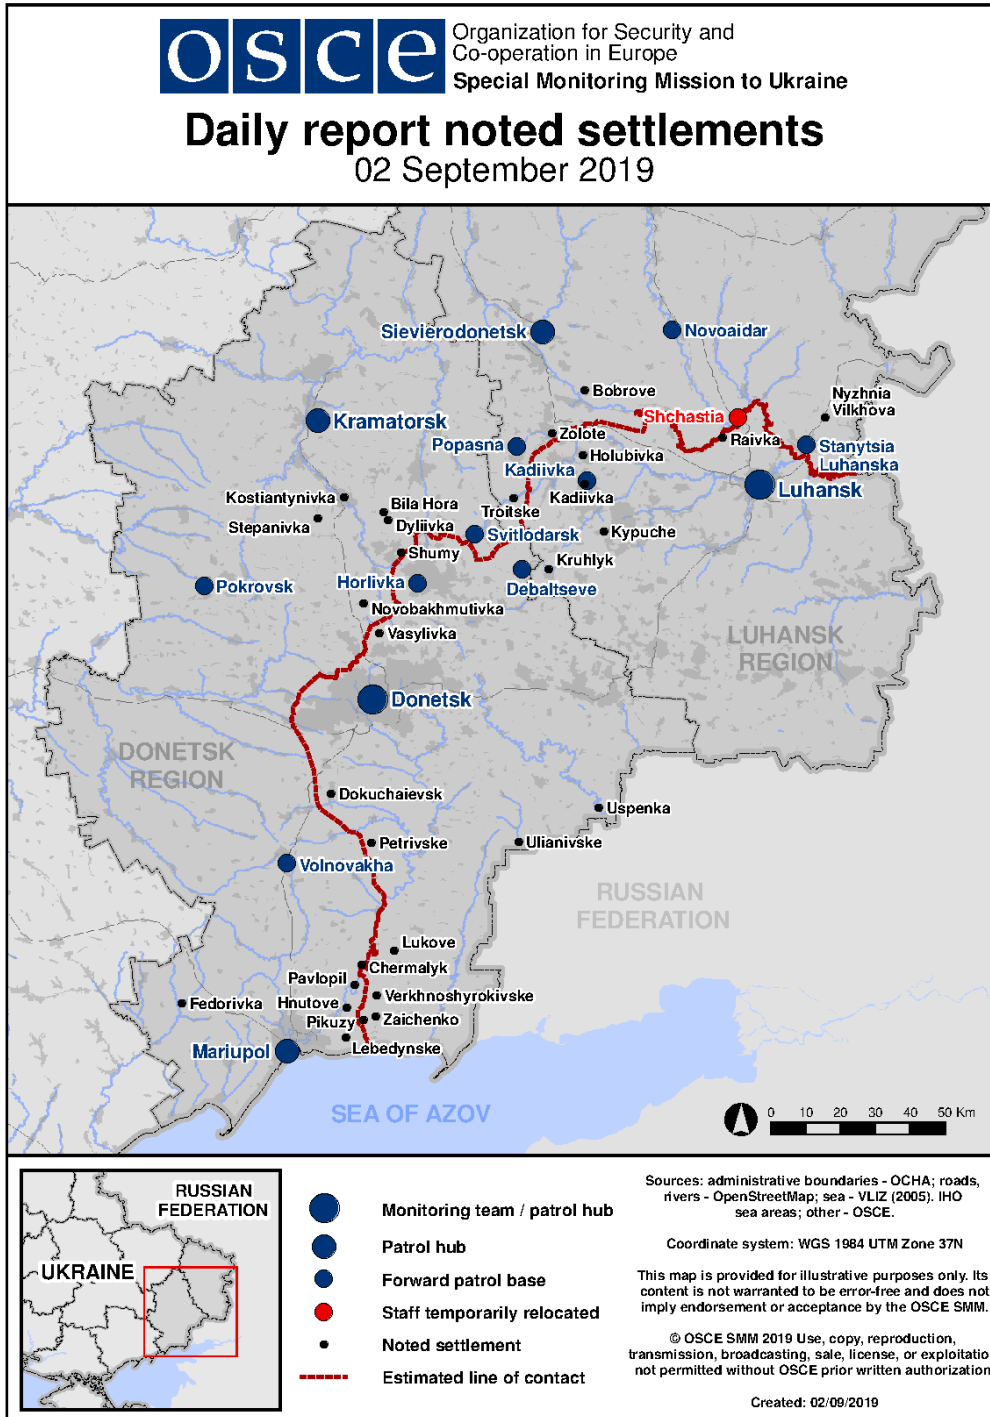 osce
Organization for Security and
Co-operation in Europe
Special Monitoring Mission to Ukraine
Daily report noted settlements
02 September 2019
Sievierodonetsk
Novoaidar
Bobrove
Nyzhnia
Vilkhova
Shchastia
Kramatorsk
Zolote
Raivka
Popasna
Stanytsia
Luhanska
Holubivka
Kadiivka
Kadiivka
Luhansk
Kostiantynivka
Bila Hora
Troitske
Stepanivka
Dyliivka
Svitlodarsk
Kypuche
Shumy
Kruhlyk
Horlivka
Debaltseve
Pokrovsk
Novobakhmutivka
Vasylivka
LUHANSK
REGION
Donetsk
DONETSK
REGION
Dokuchaievsk
Uspenka
Petrivske
Ulianivske
Volnovakha
RUSSIAN
FEDERATION
Lukove
Chermalyk
Pavlopil
Verkhnoshyrokivske
Fedorivka
Hnutove
Pikuzy
Zaichenko
Lebedynske
Mariupol
SEA OF AZOV
0 10 20 30 40 50 Km
RUSSIAN
FEDERATION
UKRAINE
Monitoring team / patrol hub
Patrol hub
Forward patrol base
Staff temporarily relocated
Noted settlement
Estimated line of contact
Sources: administrative boundaries - OCHA; roads,
rivers - OpenStreetMap; sea - VLIZ (2005). IHO
sea areas; other - OSCE.
Coordinate system: WGS 1984 UTM Zone 37N
This map is provided for illustrative purposes only. Its
content is not warranted to be error-free and does not
imply endorsement or acceptance by the OSCE SMM.
© OSCE SMM 2019 Use, copy, reproduction,
transmission, broadcasting, sale, license, or exploitatio
not permitted without OSCE prior written authorization
Created: 02/09/2019